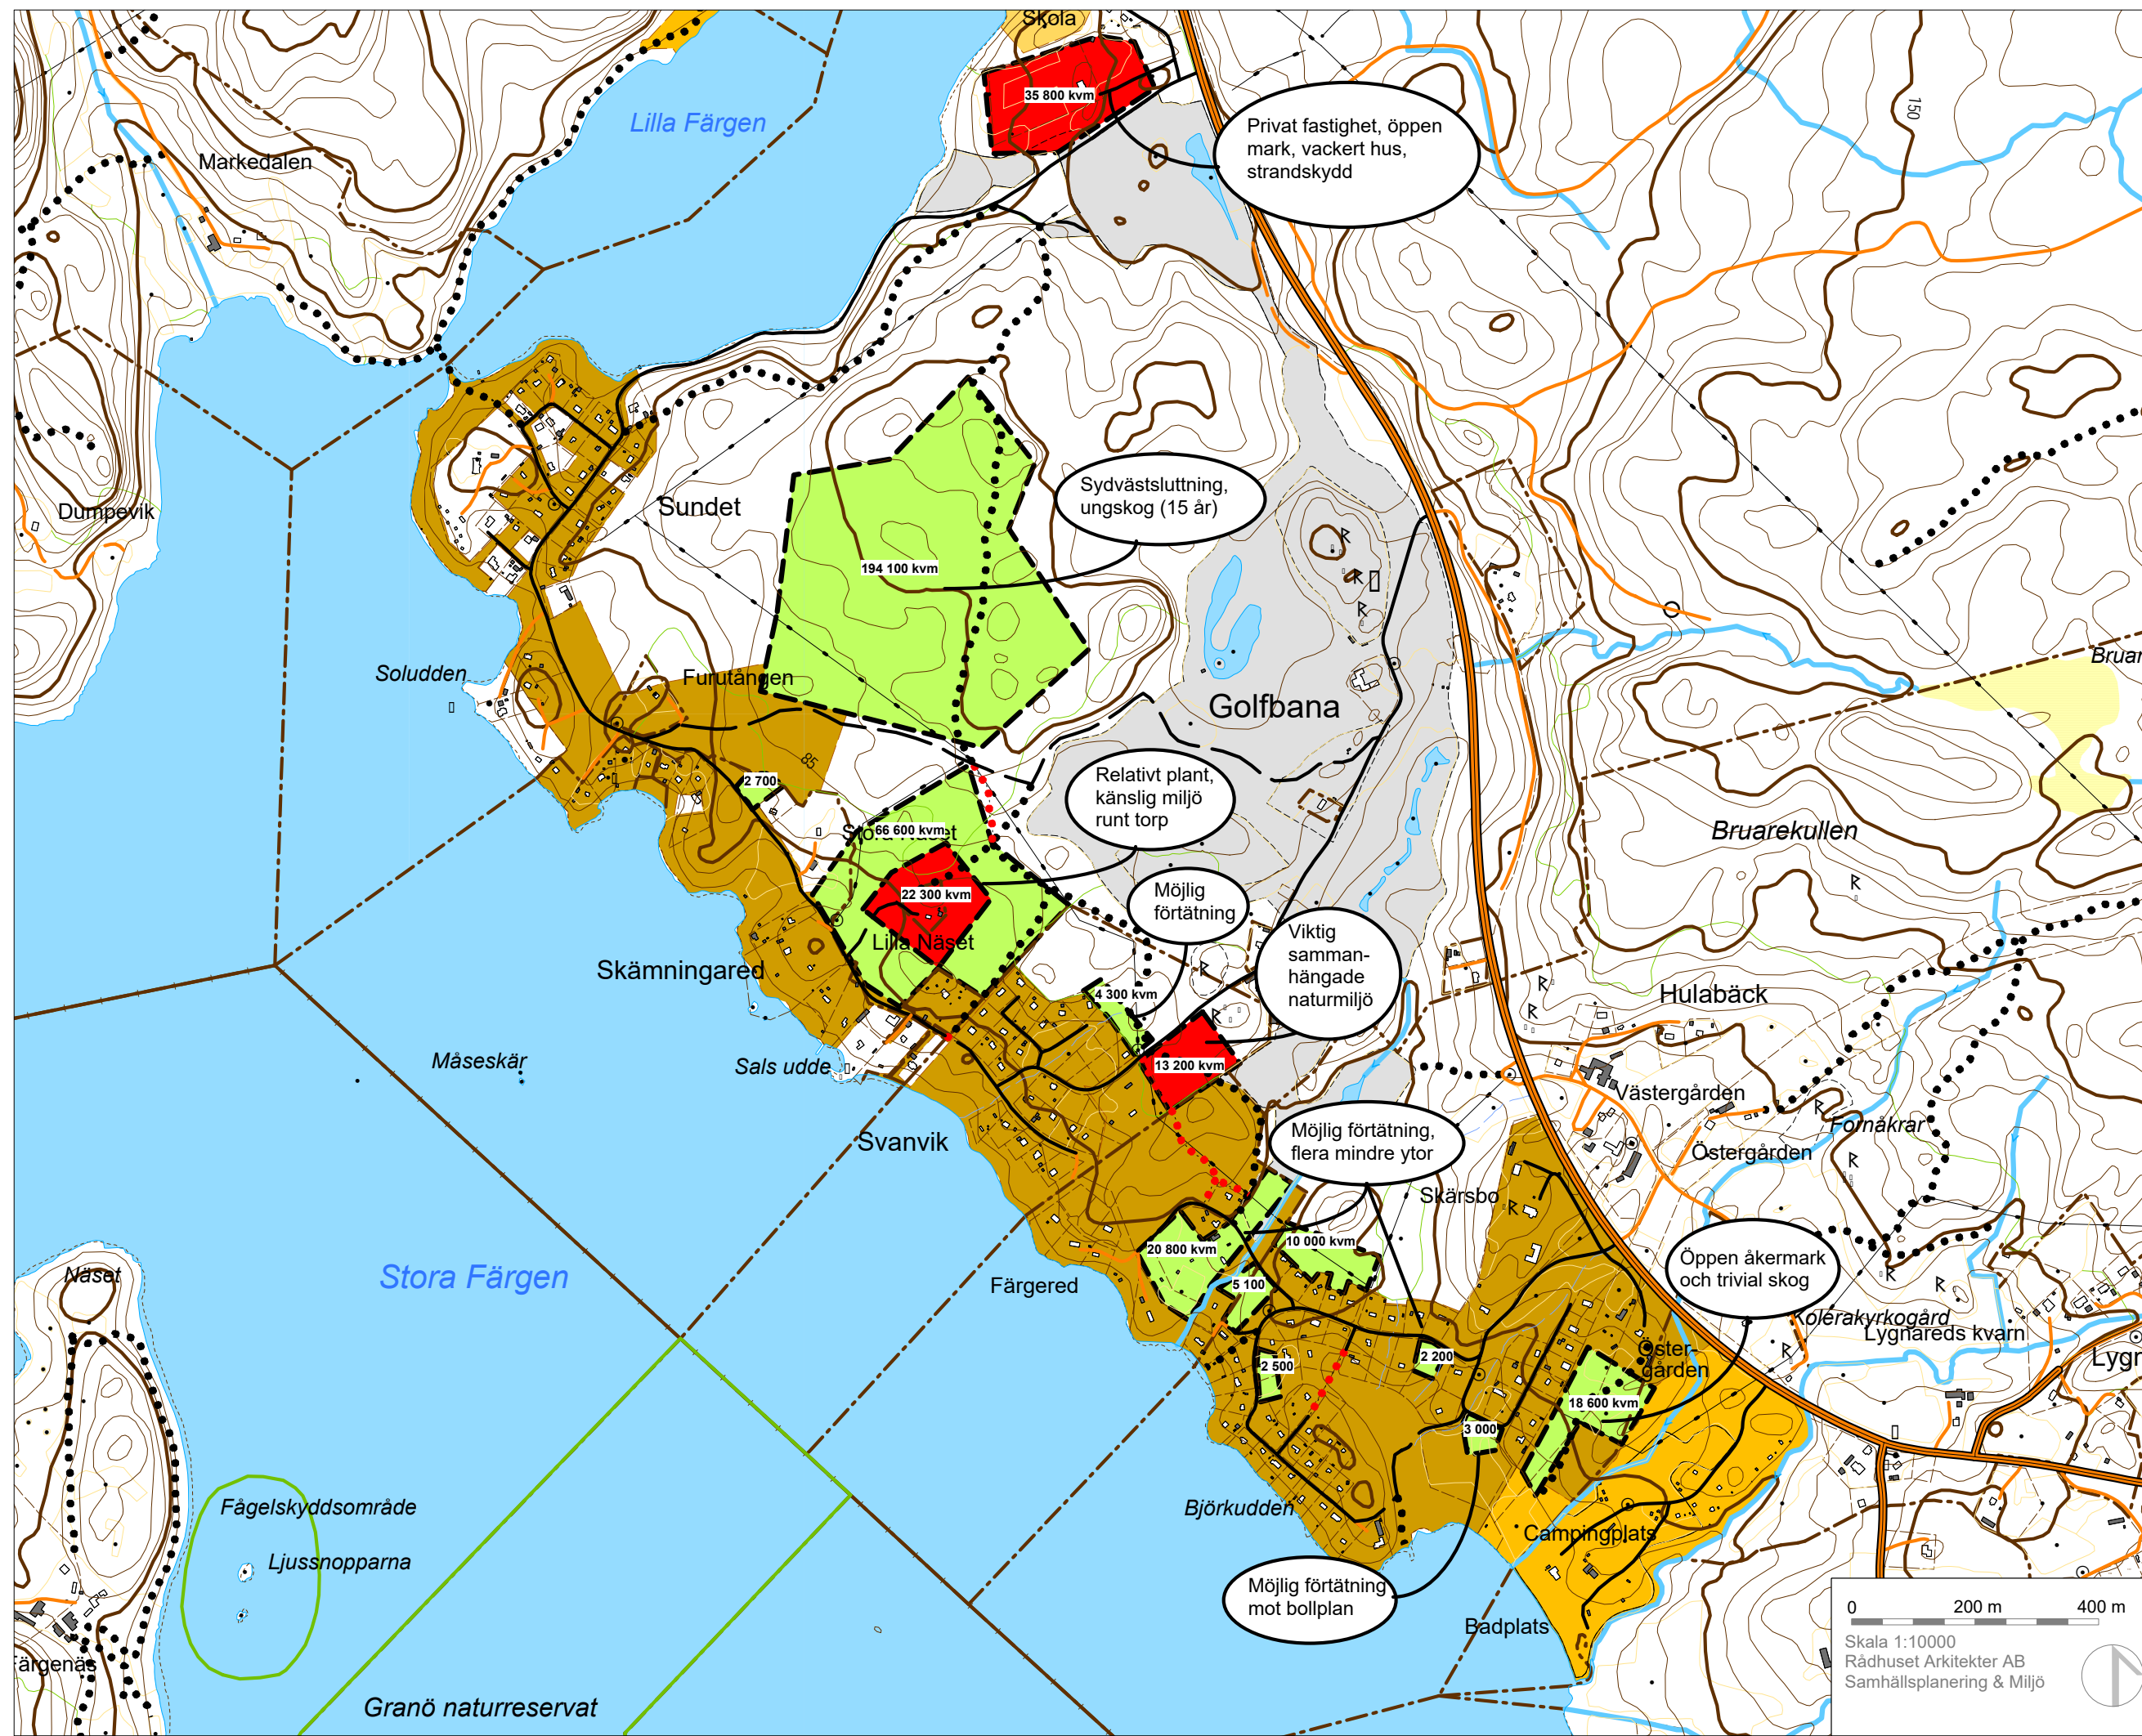 Skola
35 800 kvm
Privat fastighet, öppen
mark, vackert hus,
strandskydd
150
Lilla Färgen
Markedalen
Sydvästsluttning,
ungskog (15 år)
Sundet
Dumpevik
194 100 kvm
Soludden
Furutången
Golfbana
Bruar
85
2 700
Relativt plant,
känslig miljö
runt torp
66 600 kvm
Stora Näset
Bruarekullen
22 300 kvm
Möjlig
förtätning
Lilla Näset
Viktig
samman-
hängade
naturmiljö
Skämningared
4 300 kvm
Hulabäck
Måseskär
Sals udde
13 200 kvm
Västergården
Fornåkrar
Svanvik
Möjlig förtätning,
flera mindre ytor
Östergården
Skärsbo
20 800 kvm
10 000 kvm
Öppen åkermark
och trivial skog
Näset
Stora Färgen
Färgered
5 100
Kolerakyrkogård
Lygnareds kvarn
Lygr
Öster-
gården
2 500
2 200
18 600 kvm
3 000
Fågelskyddsområde
Björkudden
Campingplats
Ljussnopparna
Möjlig förtätning
mot bollplan
Badplats
Färgenäs
Granö naturreservat
0 200 m 400 m
Skala 1:10000
Rådhuset Arkitekter AB
Samhällsplanering & Miljö